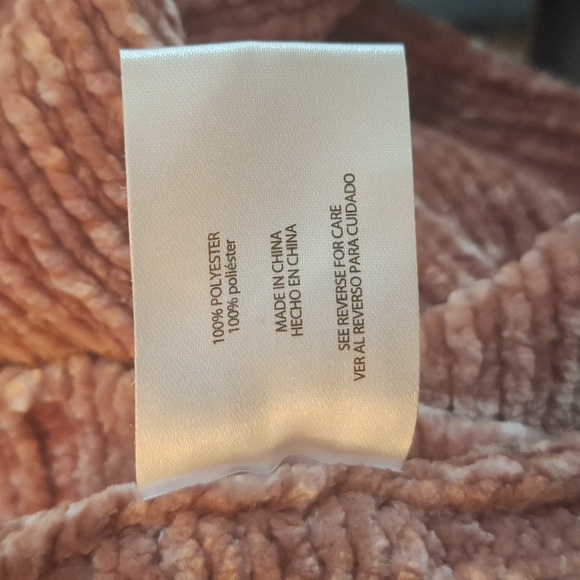 100% POLYESTER
100% poliéster
MADE IN CHINA
HECHO EN CHINA
SEE REVERSE FOR CARE
VER AL REVERSO PARA CUIDADO